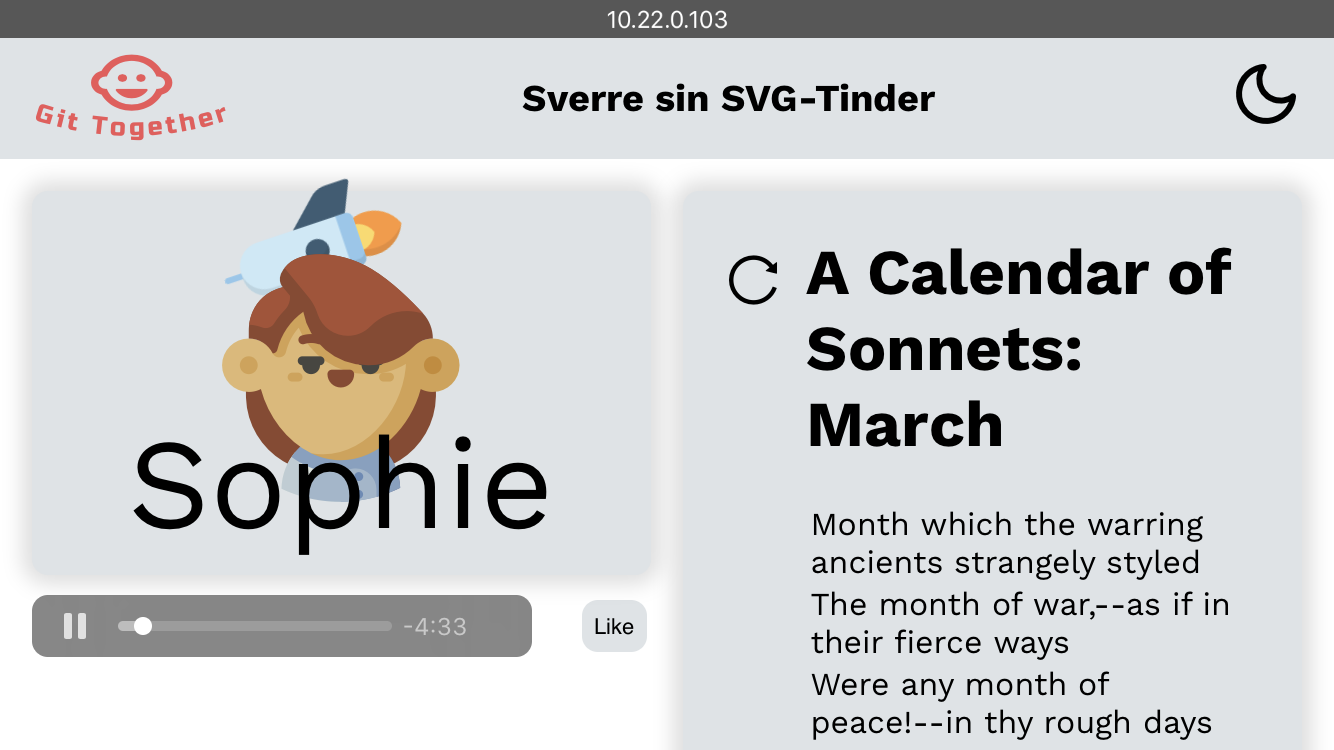 10.22.0.103
Git Together
Sverre sin SVG-Tinder
Sophie
-4:33
Like
A Calendar of
Sonnets:
March
Month which the warring
ancients strangely styled
The month of war,--as if in
their fierce ways
Were any month of
peace!--in thy rough days